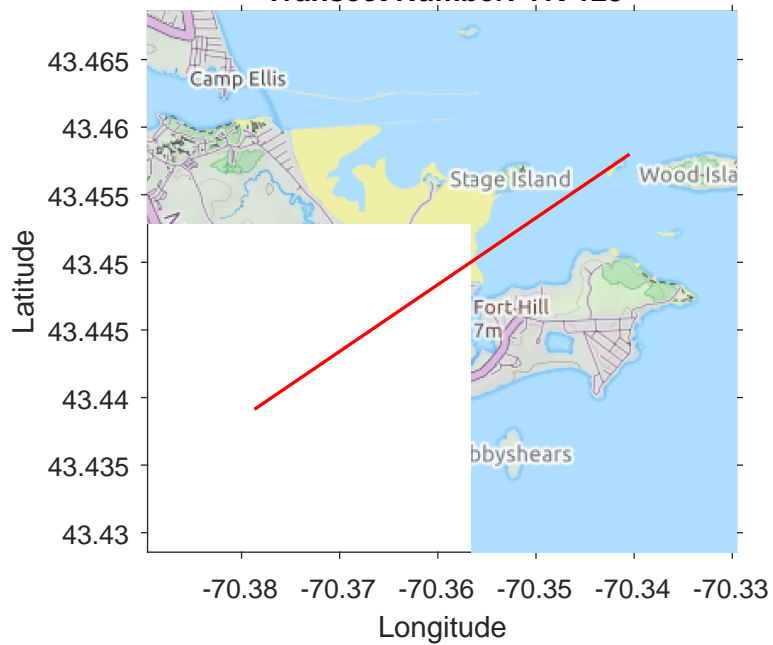 43.465
Camp Ellis
43.46
Stage Island
Wood Isla
43.455
43.45
Fort Hill
7m
43.445
43.44
bbyshears
43.435
43.43
Latitude
-70.38 -70.37 -70.36 -70.35 -70.34 -70.33
Longitude